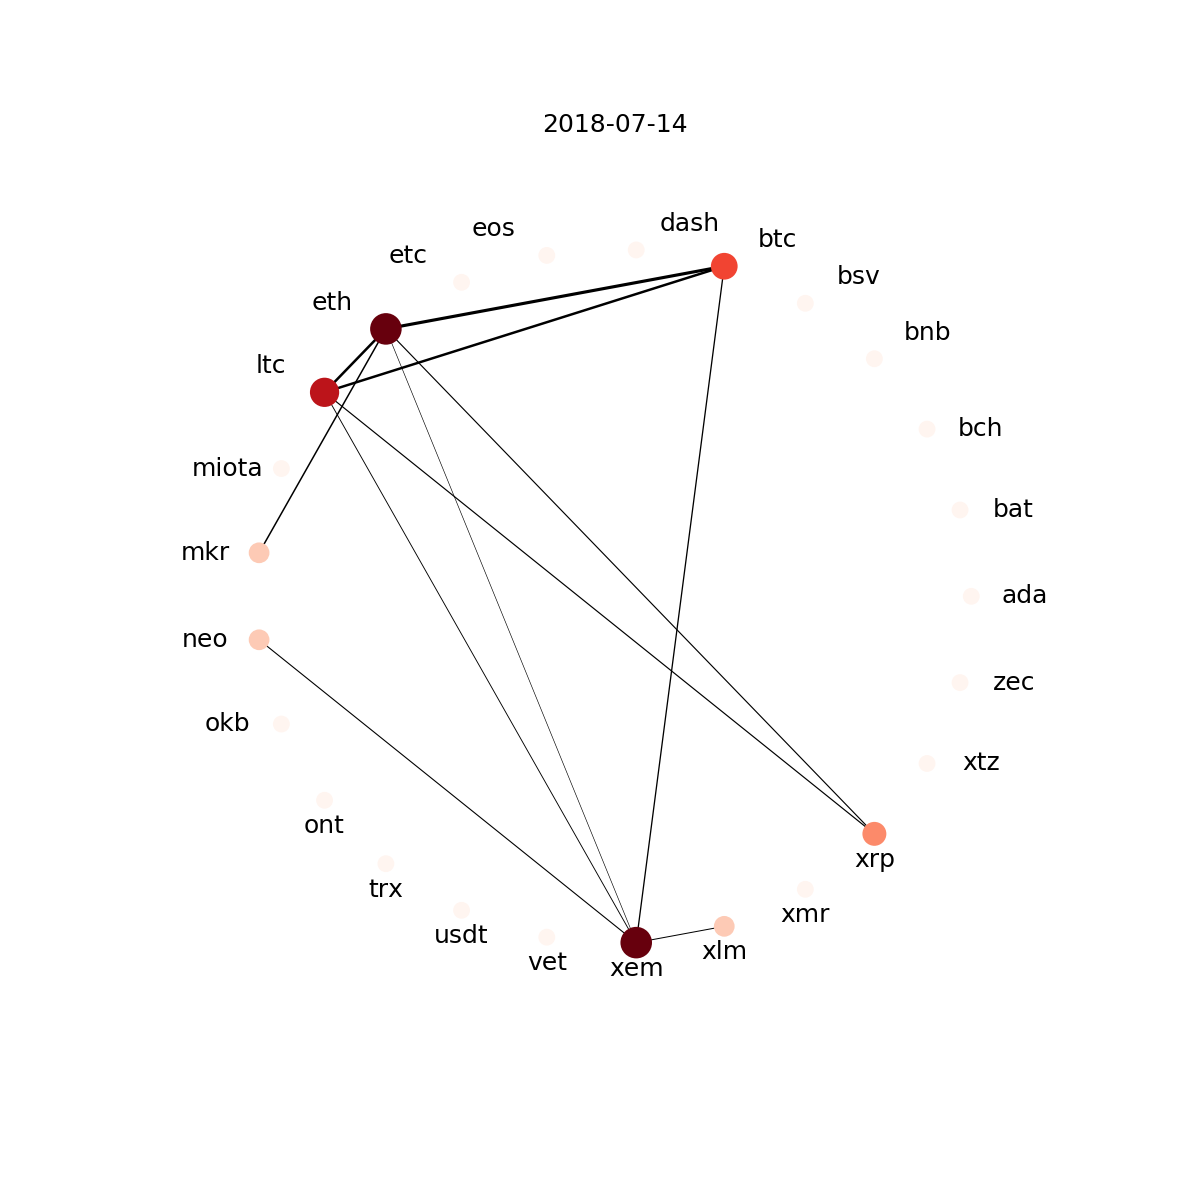 2018-07-14
dash
eos
btc
etc
bsv
eth
bnb
ltc
bch
miota
bat
mkr
ada
neo
zec
okb
xtz
ont
xrp
trx
xmr
usdt
xlm
vet
xem